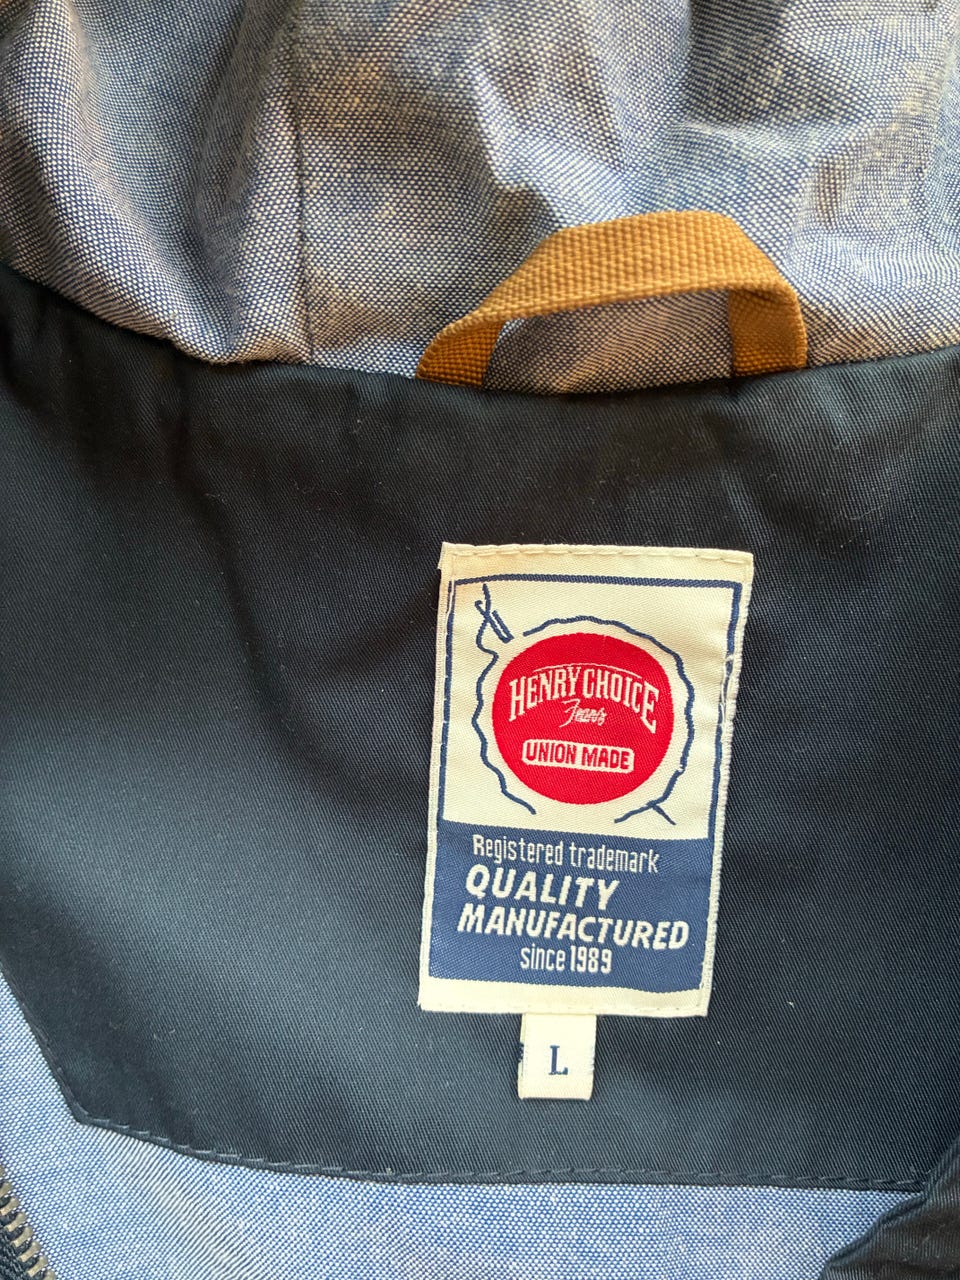 HENRY CHOICE
Jeans
UNION MADE
Registered trademark
QUALITY
MANUFACTURED
since 1989
L